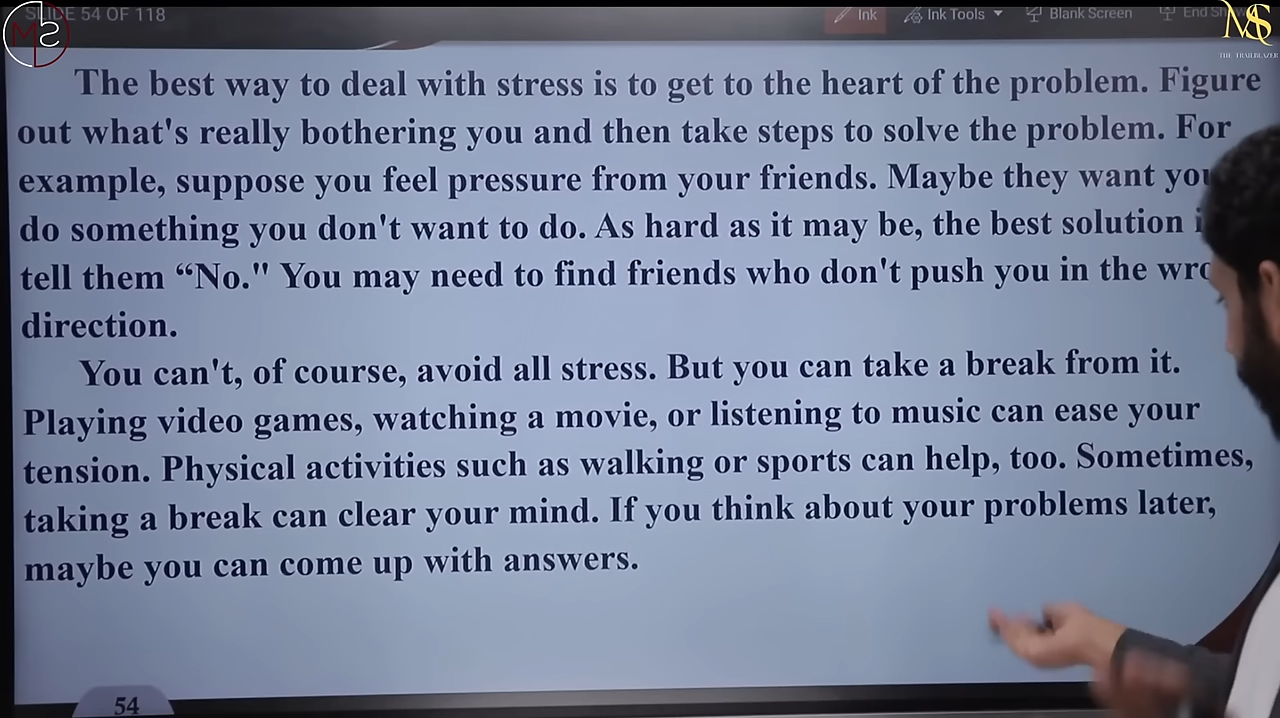 SLIDE 54 OF 118
Ink
Ink Tools
Blank Screen
End
MS
THE TRAILBLAZER
The best way to deal with stress is to get to the heart of the problem. Figure
out what's really bothering you and then take steps to solve the problem. For
example, suppose you feel pressure from your friends. Maybe they want
do something you don't want to do. As hard as it may be, the best solution
tell them “No." You may need to find friends who don't push you in the
direction.
You can't, of course, avoid all stress. But you can take a break from it.
Playing video games, watching a movie, or listening to music can ease your
tension. Physical activities such as walking or sports can help, too. Sometimes,
taking a break can clear your mind. If you think about your problems later,
maybe you can come up with answers.
54